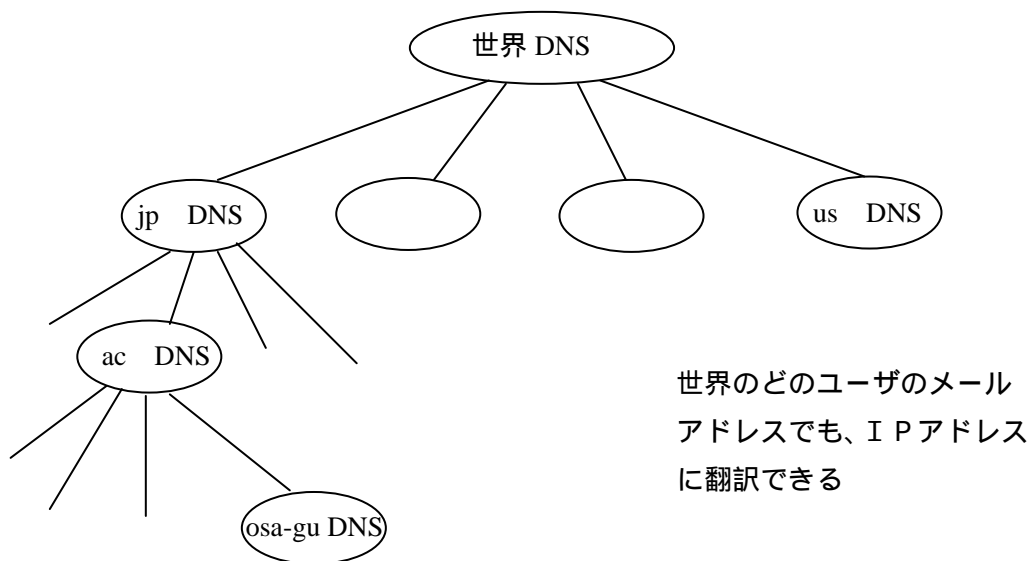 世界 DNS
jp DNS
us DNS
ac DNS
世界のどのユーザのメール
アドレスでも、ＩＰアドレス
に翻訳できる
osa-gu DNS